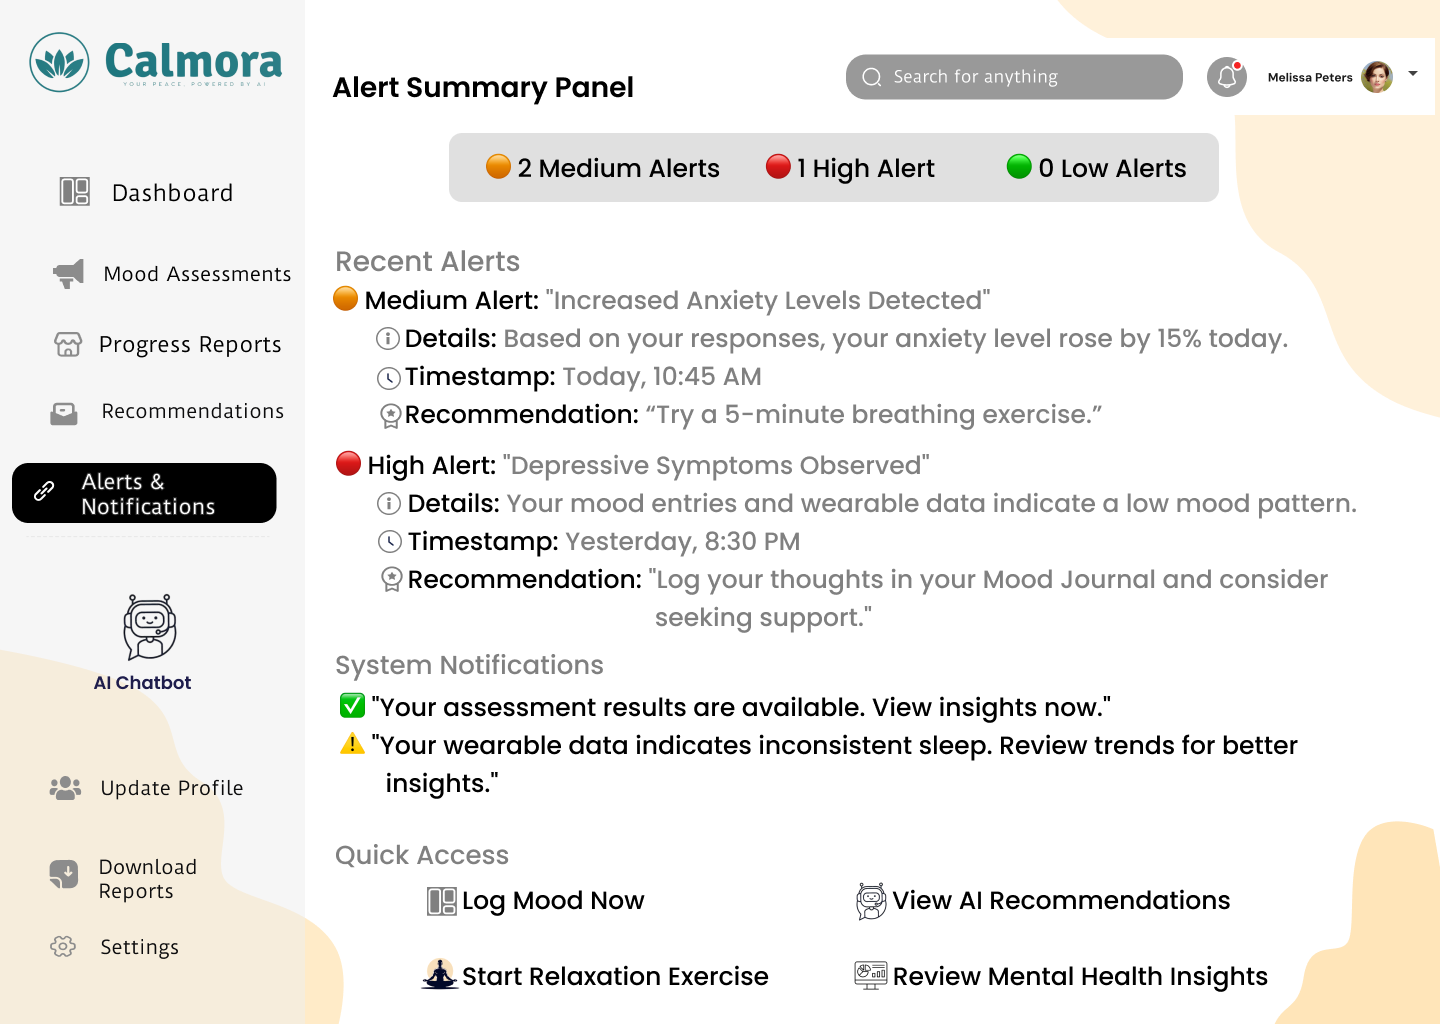 Calmora
YOUR PEACE, POWERED BY AI
Dashboard
Mood Assessments
Progress Reports
Recommendations
Alerts &
Notifications
AI Chatbot
Update Profile
Download
Reports
Settings
Alert Summary Panel
Search for anything
Melissa Peters
2 Medium Alerts
1 High Alert
0 Low Alerts
Recent Alerts
Medium Alert: "Increased Anxiety Levels Detected"
Details: Based on your responses, your anxiety level rose by 15% today.
Timestamp: Today, 10:45 AM
Recommendation: “Try a 5-minute breathing exercise.”
High Alert: "Depressive Symptoms Observed"
Details: Your mood entries and wearable data indicate a low mood pattern.
Timestamp: Yesterday, 8:30 PM
Recommendation: "Log your thoughts in your Mood Journal and consider
seeking support."
System Notifications
"Your assessment results are available. View insights now."
"Your wearable data indicates inconsistent sleep. Review trends for better
insights."
Quick Access
Log Mood Now
View AI Recommendations
Start Relaxation Exercise
Review Mental Health Insights